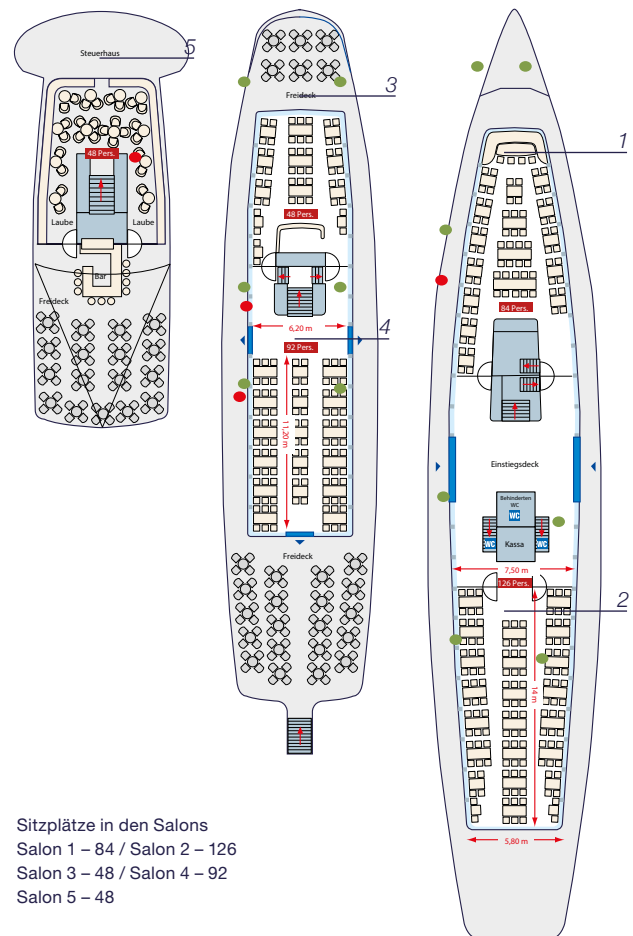 Steuerhaus
5
48 Pers.
Laube
Laube
Bar
Freideck
3
Freideck
48 Pers.
6,20 m
4
92 Pers.
11,20 m
Freideck
1
84 Pers.
Einstiegsdeck
Behinderten
WC
WC
WC
WC
Kassa
7,50 m
126 Pers.
2
14 m
5,80 m
Sitzplätze in den Salons
Salon 1 – 84 / Salon 2 – 126
Salon 3 – 48 / Salon 4 – 92
Salon 5 – 48